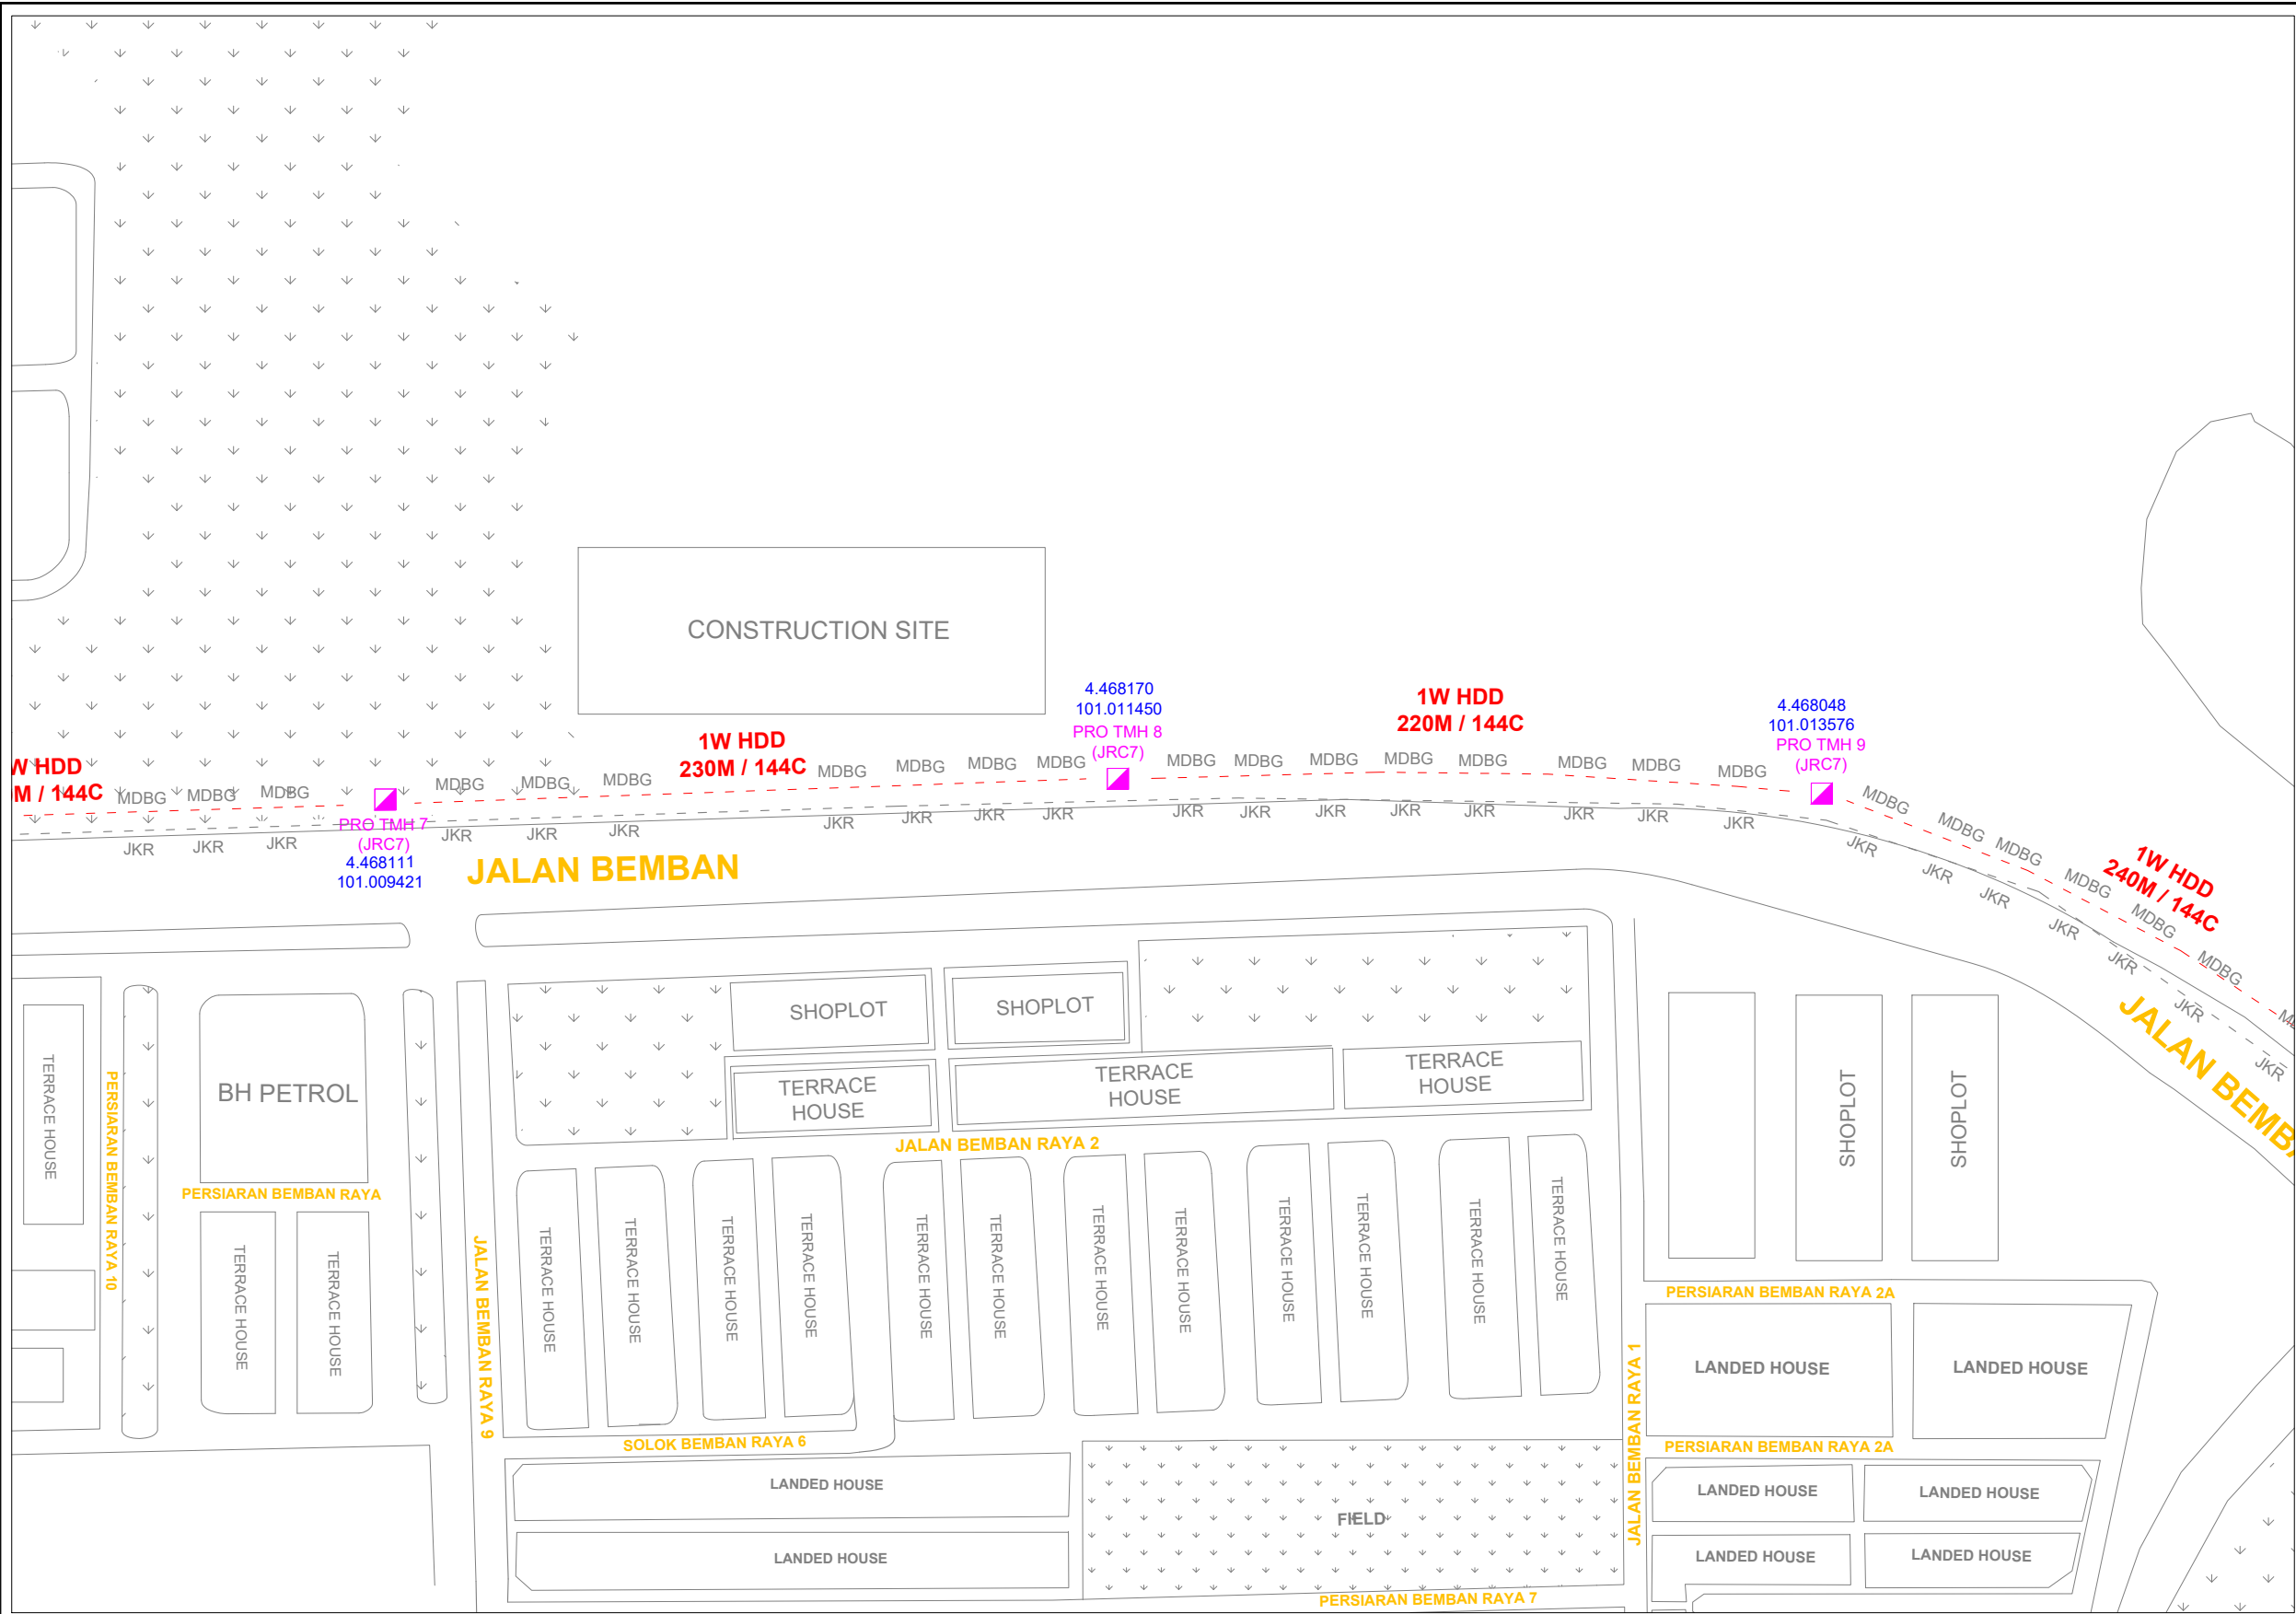 CONSTRUCTION SITE
4.468170
101.011450
PRO TMH 8
(JRC7)
1W HDD
220M / 144C
4.468048
101.013576
PRO TMH 9
(JRC7)
1W HDD
230M / 144C
W HDD
M / 144C
MDBG MDBG MDBG
MDBG MDBG MDBG
MDBG MDBG MDBG MDBG
MDBG MDBG MDBG MDBG MDBG MDBG MDBG MDBG
MDBG MDBG MDBG MDBG MDBG MDBG
1W HDD
240M / 144C
PRO TMH 7
(JRC7)
4.468111
101.009421
JKR JKR JKR
JKR JKR JKR
JKR JKR JKR JKR
JKR JKR JKR JKR JKR JKR JKR JKR
JKR JKR JKR JKR JKR JKR JKR
JALAN BEMBAN
JALAN BEMBA
SHOPLOT
SHOPLOT
TERRACE
HOUSE
TERRACE
HOUSE
TERRACE
HOUSE
SHOPLOT
SHOPLOT
TERRACE HOUSE
PERSIARAN BEMBAN RAYA 10
BH PETROL
PERSIARAN BEMBAN RAYA
TERRACE HOUSE
TERRACE HOUSE
JALAN BEMBAN RAYA 9
JALAN BEMBAN RAYA 2
TERRACE HOUSE
TERRACE HOUSE
TERRACE HOUSE
TERRACE HOUSE
TERRACE HOUSE
TERRACE HOUSE
TERRACE HOUSE
TERRACE HOUSE
TERRACE HOUSE
TERRACE HOUSE
TERRACE HOUSE
TERRACE HOUSE
JALAN BEMBAN RAYA 1
PERSIARAN BEMBAN RAYA 2A
LANDED HOUSE
LANDED HOUSE
PERSIARAN BEMBAN RAYA 2A
SOLOK BEMBAN RAYA 6
LANDED HOUSE
LANDED HOUSE
FIELD
LANDED HOUSE
LANDED HOUSE
LANDED HOUSE
LANDED HOUSE
PERSIARAN BEMBAN RAYA 7